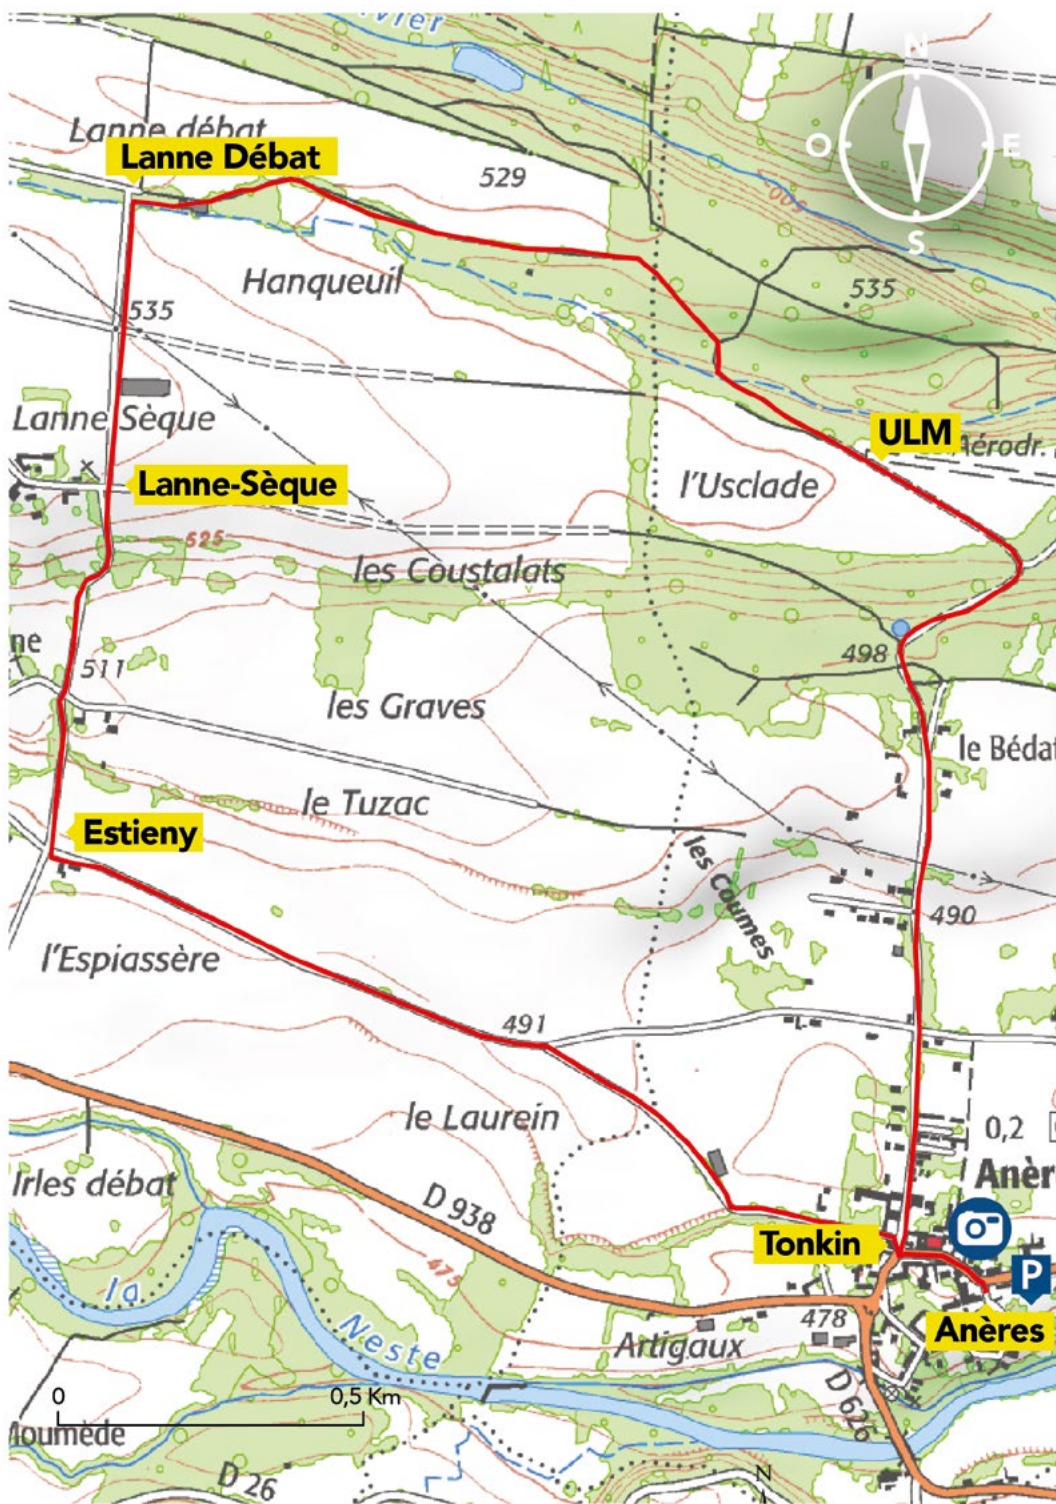 N
O
E
S
Lanne débat
Lanne Débat
529
500
Hanqueuil
535
535
Lanne Sèque
ULM
Aérodr.
Lanne-Sèque
l'Usclade
525
les Coustalats
ne
511
498
les Graves
le Bédat
le Tuzac
Estieny
les Coumes
490
l'Espiassère
491
le Laurein
0,2
Irles débat
D 938
Tonkin
P
475
la Neste
478
Anères
Artigaux
0
0,5 Km
D 626
D 26
N